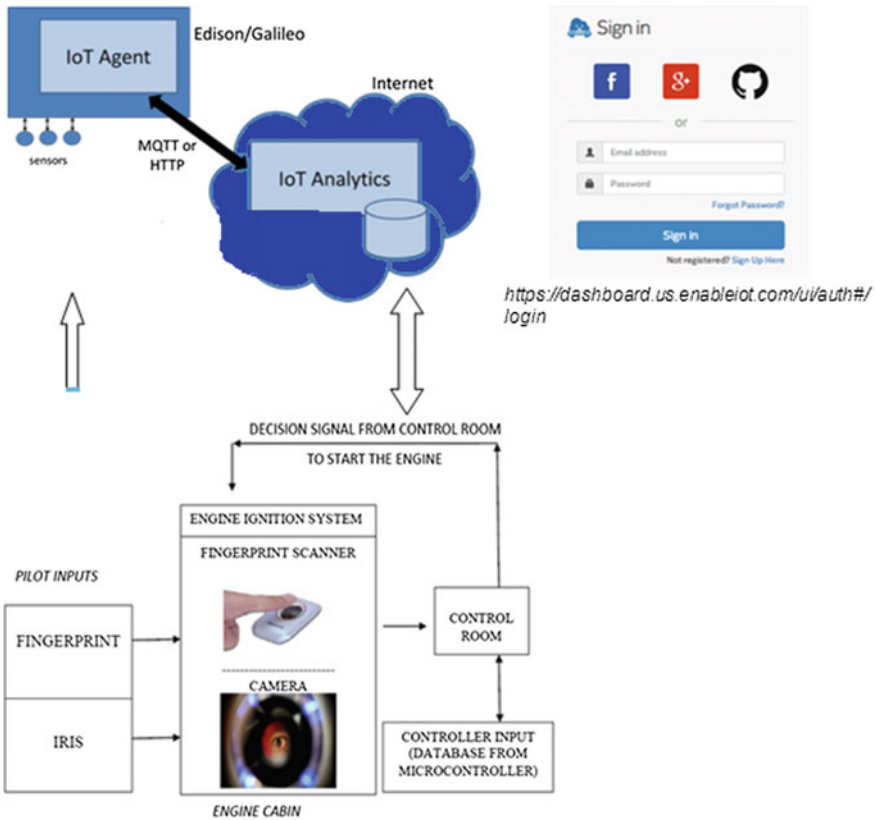 IoT Agent
Edison/Galileo
sensors
MQTT or
HTTP
Internet
IoT Analytics
Sign in
f
g+
or
Email address
Password
Forgot Password?
Sign in
Not registered? Sign Up Here
https://dashboard.us.enableiot.com/ui/auth#/
login
DECISION SIGNAL FROM CONTROL ROOM
TO START THE ENGINE
ENGINE IGNITION SYSTEM
FINGERPRINT SCANNER
PILOT INPUTS
FINGERPRINT
IRIS
CAMERA
ENGINE CABIN
CONTROL
ROOM
CONTROLLER INPUT
(DATABASE FROM
MICROCONTROLLER)